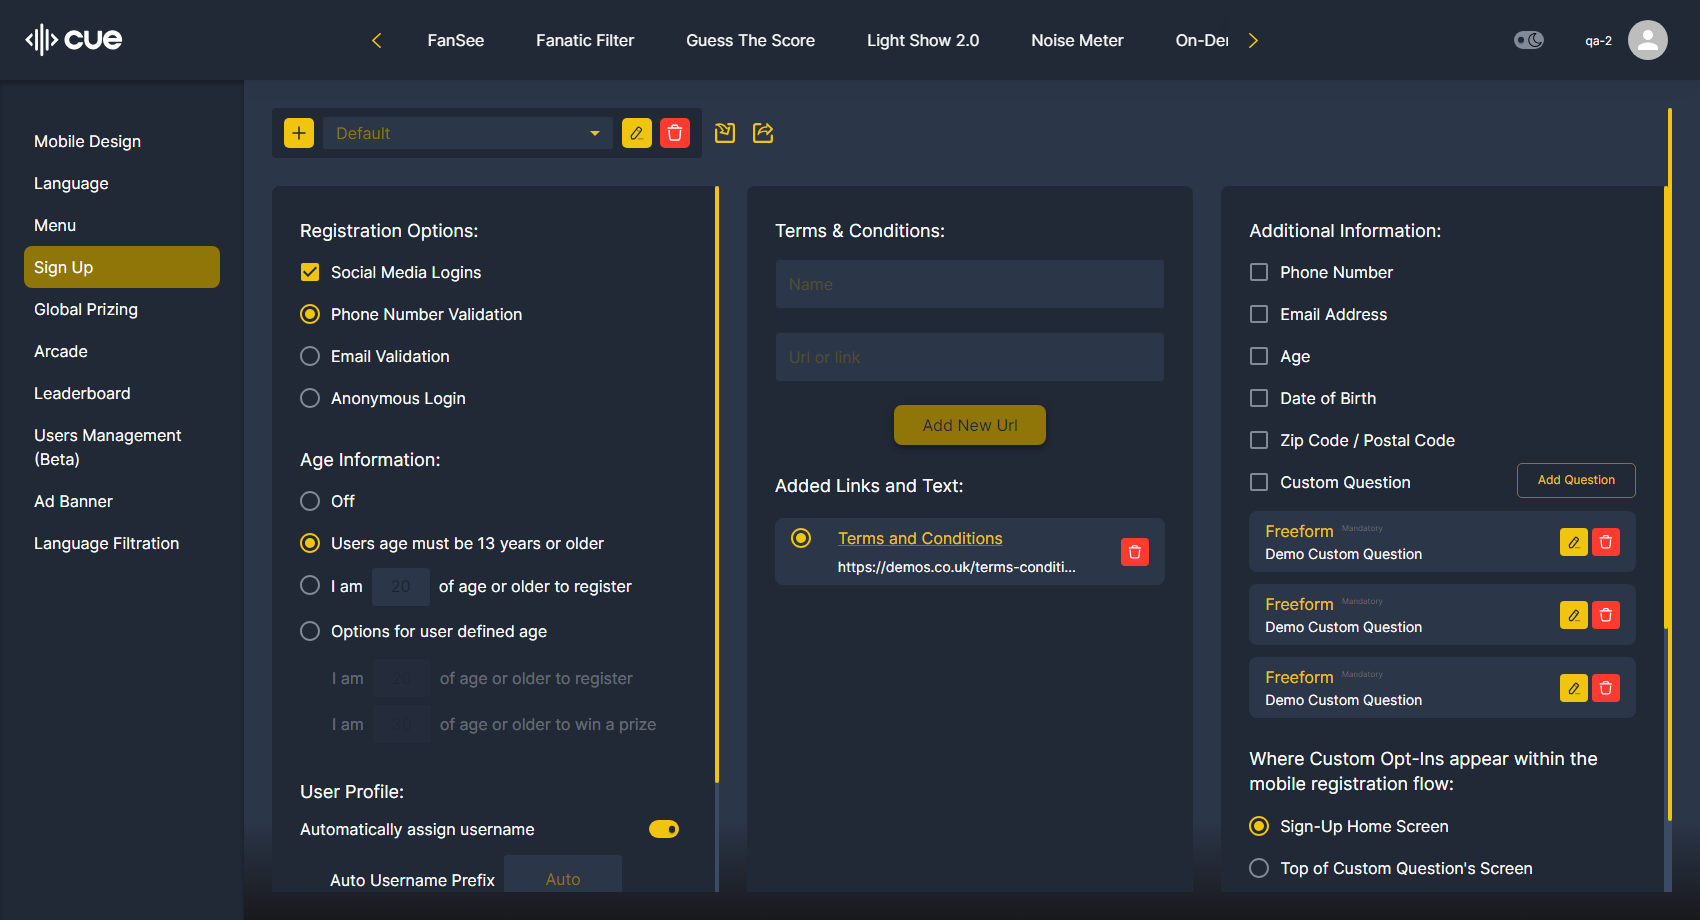 cue
FanSee
Fanatic Filter
Guess The Score
Light Show 2.0
Noise Meter
On-De
qa-2
Mobile Design
Language
Menu
Sign Up
Global Prizing
Arcade
Leaderboard
Users Management
(Beta)
Ad Banner
Language Filtration
Default
Registration Options:
Social Media Logins
Phone Number Validation
Email Validation
Anonymous Login
Age Information:
Off
Users age must be 13 years or older
I am 20 of age or older to register
Options for user defined age
I am 20 of age or older to register
I am of age or older to win a prize
User Profile:
Automatically assign username
Auto Username Prefix Auto
Terms & Conditions:
Name
Url or link
Add New Url
Added Links and Text:
Terms and Conditions
https://demos.co.uk/terms-conditi...
Additional Information:
Phone Number
Email Address
Age
Date of Birth
Zip Code / Postal Code
Custom Question
Add Question
Freeform Mandatory
Demo Custom Question
Freeform Mandatory
Demo Custom Question
Freeform Mandatory
Demo Custom Question
Where Custom Opt-Ins appear within the
mobile registration flow:
Sign-Up Home Screen
Top of Custom Question's Screen